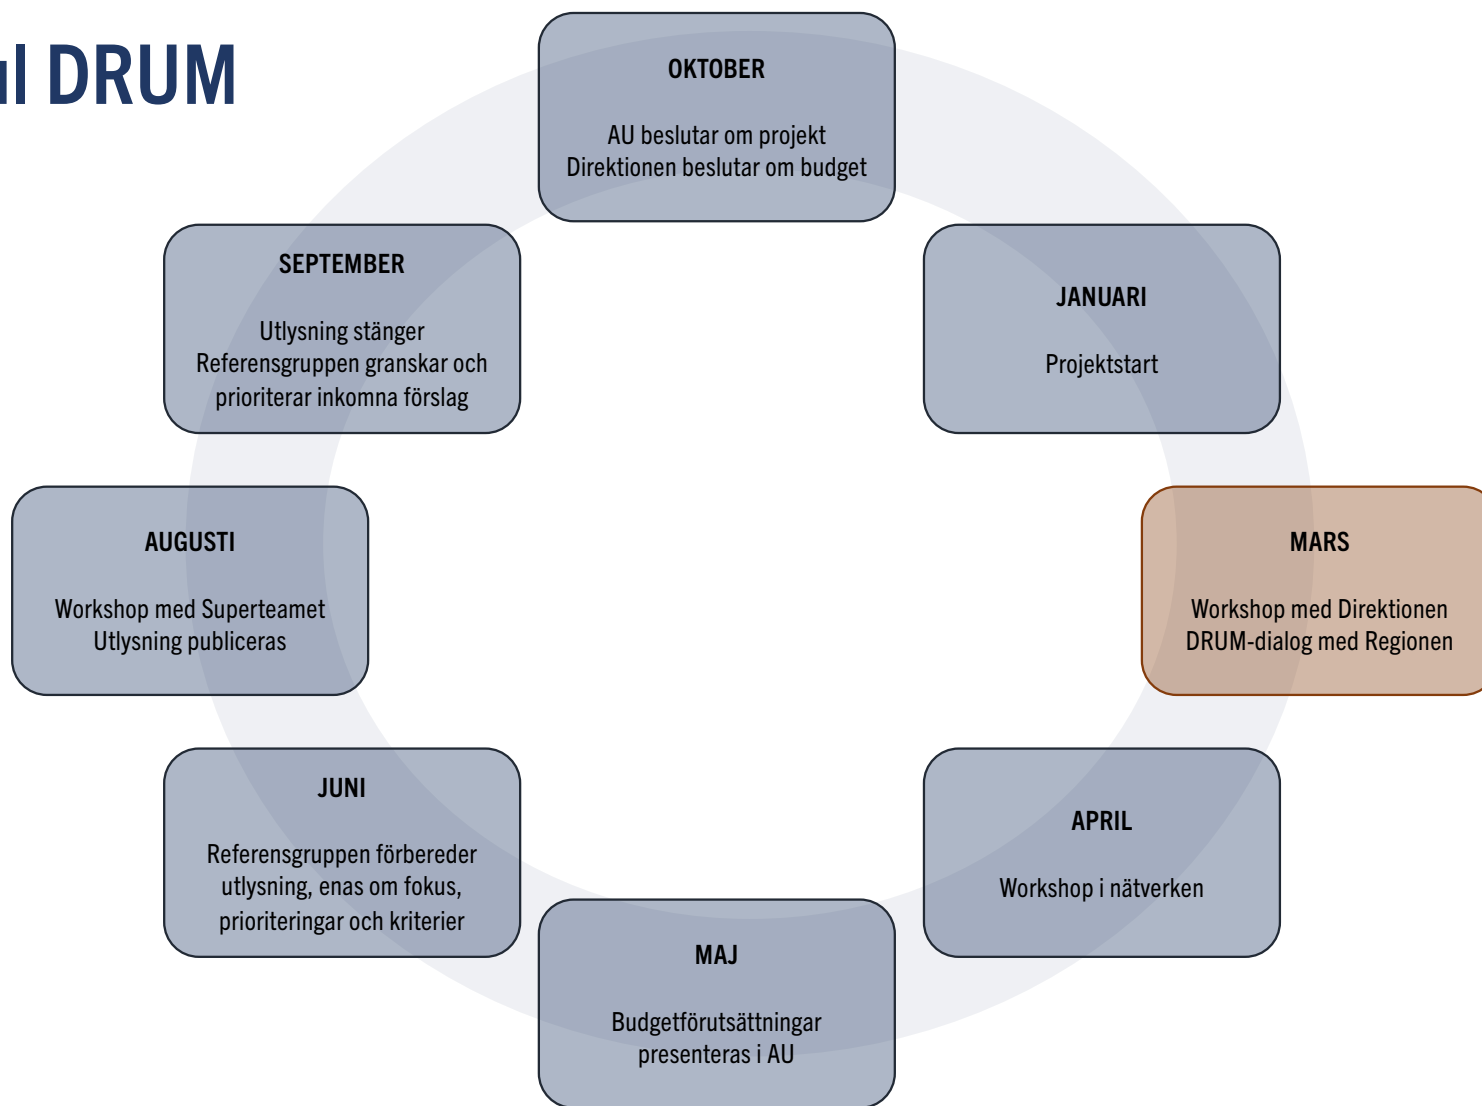 DRUM
OKTOBER
AU beslutar om projekt
Direktionen beslutar om budget
JANUARI
Projektstart
MARS
Workshop med Direktionen
DRUM-dialog med Regionen
APRIL
Workshop i nätverken
MAJ
Budgetförutsättningar
presenteras i AU
JUNI
Referensgruppen förbereder
utlysning, enas om fokus,
prioriteringar och kriterier
AUGUSTI
Workshop med Superteamet
Utlysning publiceras
SEPTEMBER
Utlysning stänger
Referensgruppen granskar och
prioriterar inkomna förslag